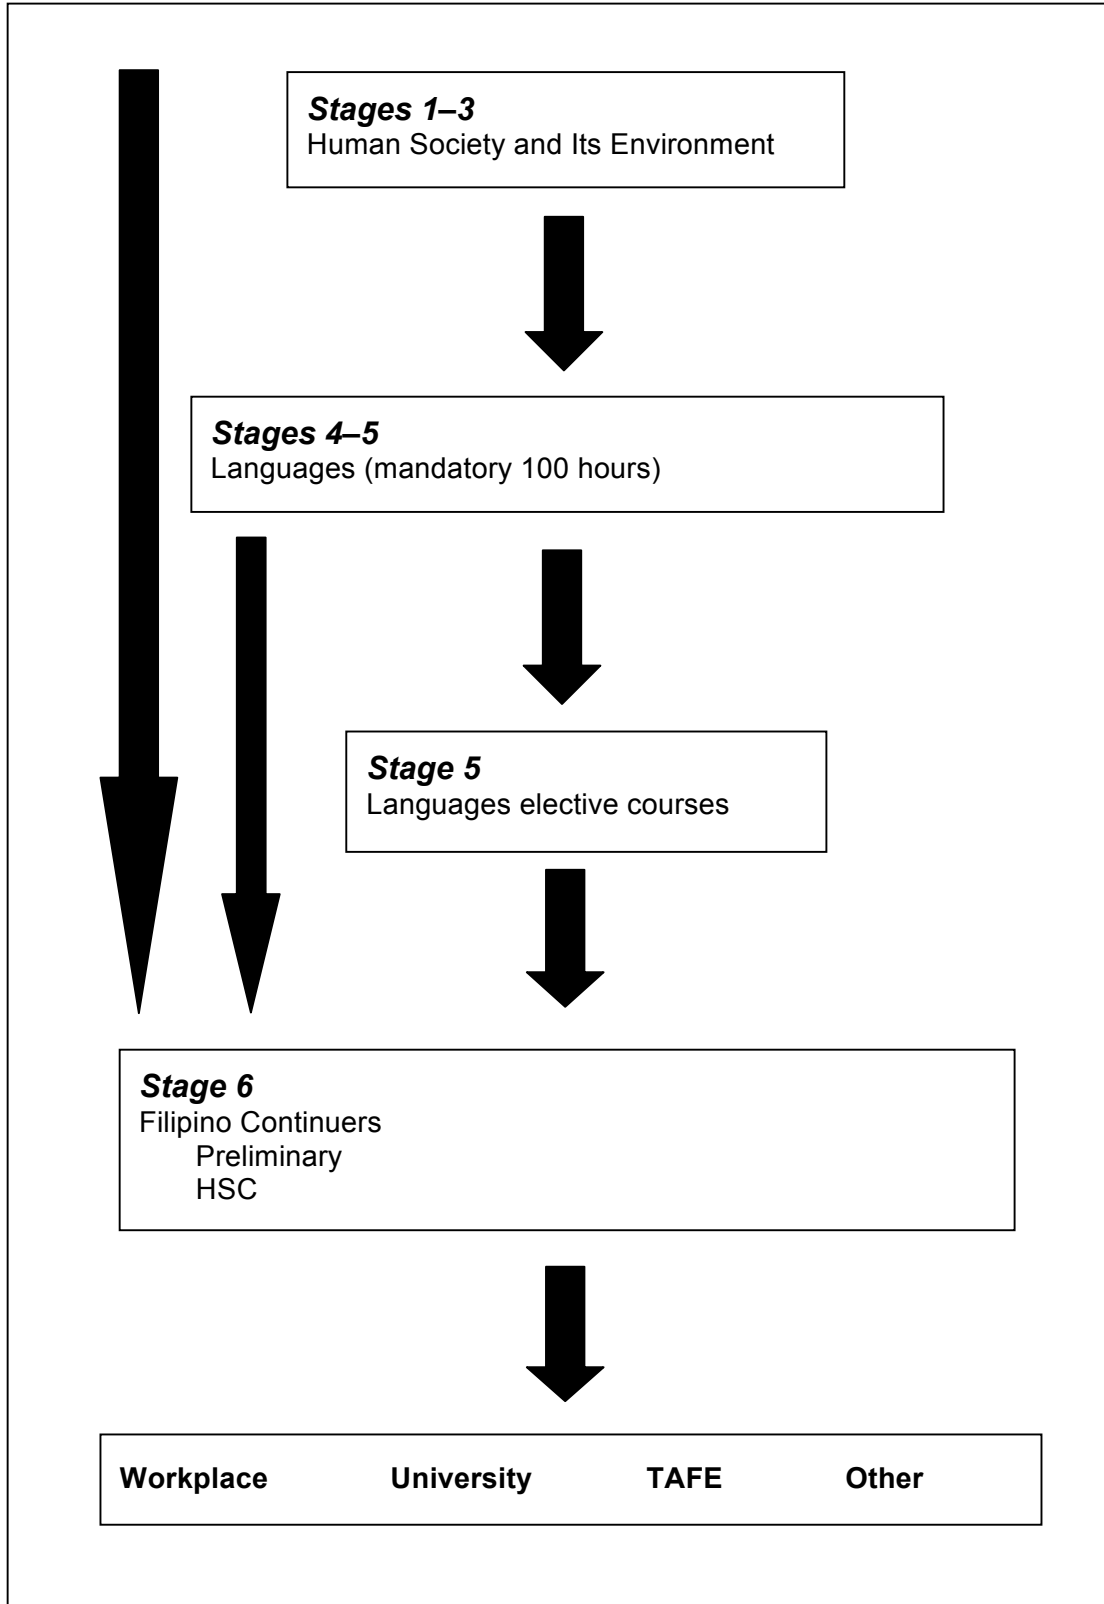 Stages 1–3
Human Society and Its Environment
Stages 4–5
Languages (mandatory 100 hours)
Stage 5
Languages elective courses
Stage 6
Filipino Continuers
Preliminary
HSC
Workplace University TAFE Other